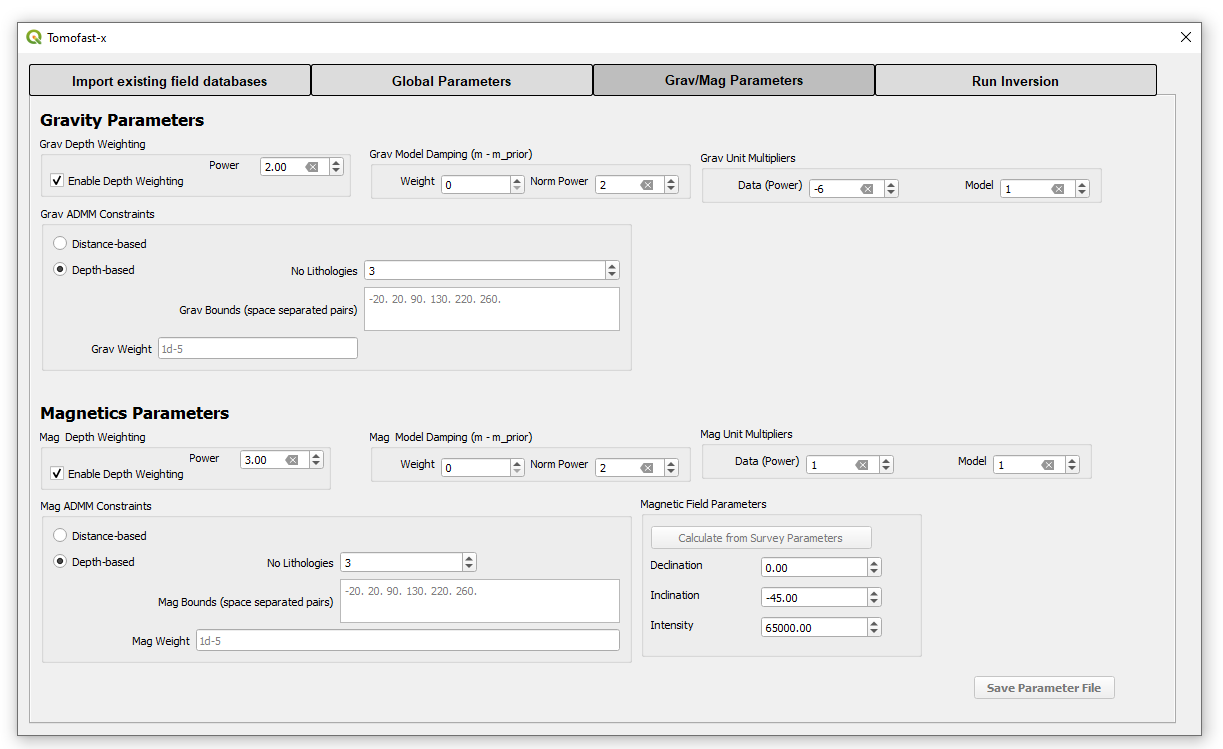 Tomofast-x
Import existing field databases
Global Parameters
Grav/Mag Parameters
Run Inversion
Gravity Parameters
Grav Depth Weighting
Power 2.00
Enable Depth Weighting
Grav Model Damping (m - m_prior)
Weight 0 Norm Power 2
Grav Unit Multipliers
Data (Power) -6 Model 1
Grav ADMM Constraints
Distance-based
Depth-based
No Lithologies 3
Grav Bounds (space separated pairs) -20. 20. 90. 130. 220. 260.
Grav Weight 1d-5
Magnetics Parameters
Mag  Depth Weighting
Power 3.00
Enable Depth Weighting
Mag  Model Damping (m - m_prior)
Weight 0 Norm Power 2
Mag Unit Multipliers
Data (Power) 1 Model 1
Mag ADMM Constraints
Distance-based
Depth-based
No Lithologies 3
Mag Bounds (space separated pairs) -20. 20. 90. 130. 220. 260.
Mag Weight 1d-5
Magnetic Field Parameters
Calculate from Survey Parameters
Declination 0.00
Inclination -45.00
Intensity 65000.00
Save Parameter File